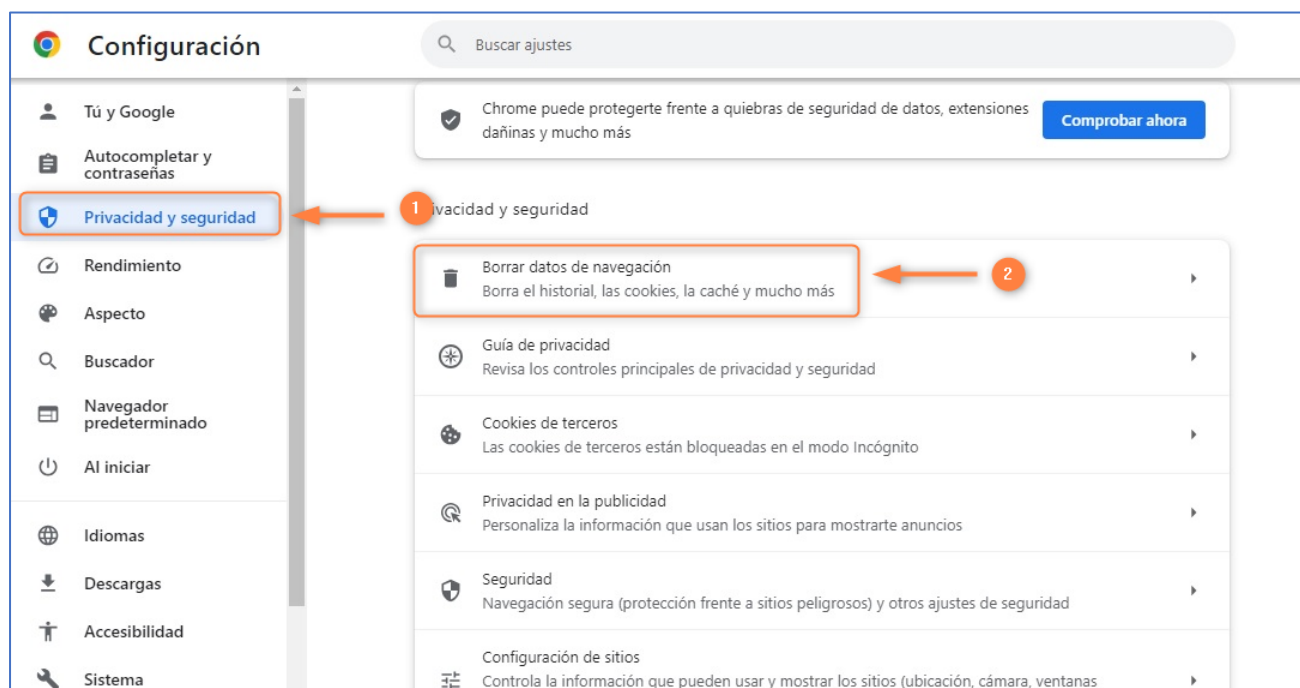 Configuración
Buscar ajustes
Tú y Google
Autocompletar y
contraseñas
Privacidad y seguridad
Rendimiento
Aspecto
Buscador
Navegador
predeterminado
Al iniciar
Idiomas
Descargas
Accesibilidad
Sistema
Chrome puede protegerte frente a quiebras de seguridad de datos, extensiones
dañinas y mucho más
Comprobar ahora
1
ivacidad y seguridad
Borrar datos de navegación
Borra el historial, las cookies, la caché y mucho más
2
Guía de privacidad
Revisa los controles principales de privacidad y seguridad
Cookies de terceros
Las cookies de terceros están bloqueadas en el modo Incógnito
Privacidad en la publicidad
Personaliza la información que usan los sitios para mostrarte anuncios
Seguridad
Navegación segura (protección frente a sitios peligrosos) y otros ajustes de seguridad
Configuración de sitios
Controla la información que pueden usar y mostrar los sitios (ubicación, cámara, ventanas